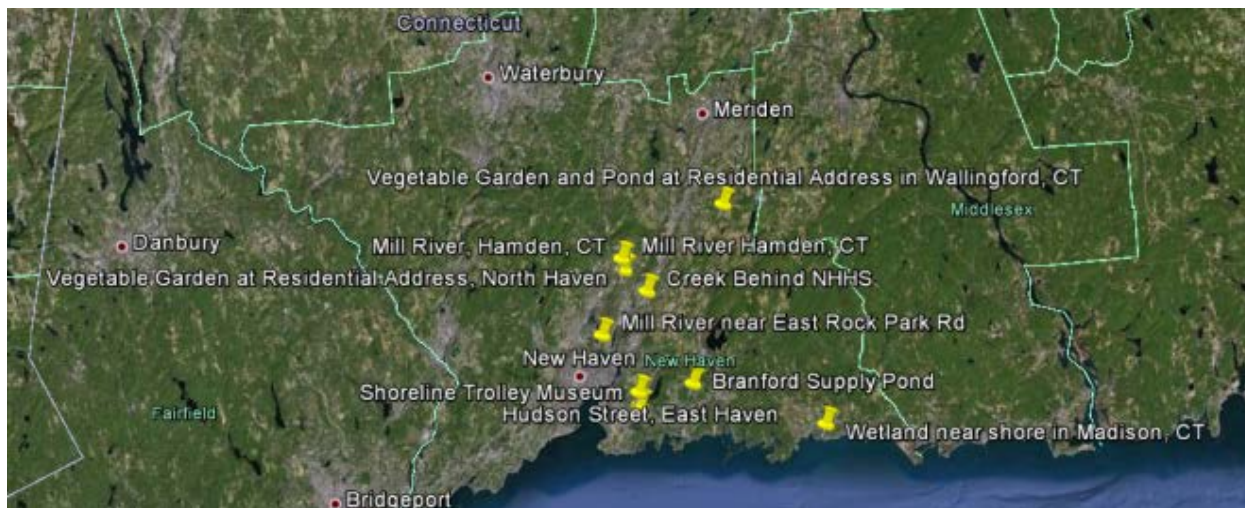 Connecticut
Waterbury
Meriden
Vegetable Garden and Pond at Residential Address in Wallingford, CT
Middlesex
Danbury
Mill River, Hamden, CT
Mill River Hamden, CT
Vegetable Garden at Residential Address, North Haven
Creek Behind NHHS
Mill River near East Rock Park Rd
New Haven
New Haven
Branford Supply Pond
Shoreline Trolley Museum
Fairfield
Hudson Street, East Haven
Wetland near shore in Madison, CT
Bridgeport